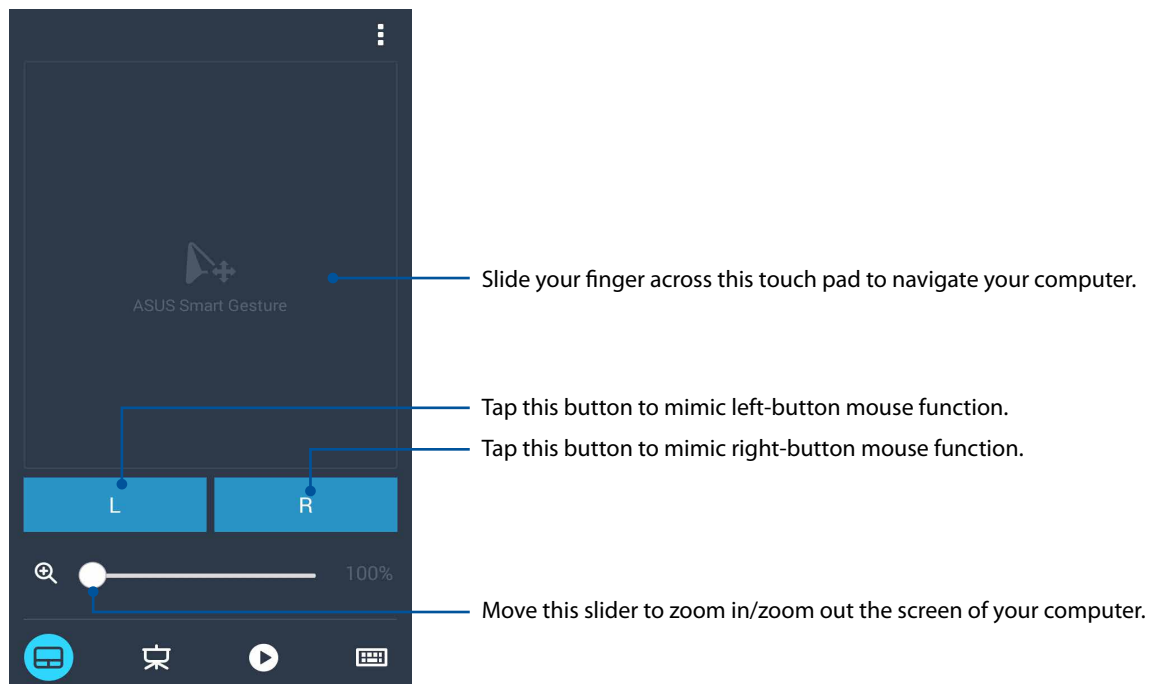 Slide your finger across this touch pad to navigate your computer.
ASUS Smart Gesture
Tap this button to mimic left-button mouse function.
Tap this button to mimic right-button mouse function.
L R
100%
Move this slider to zoom in/zoom out the screen of your computer.